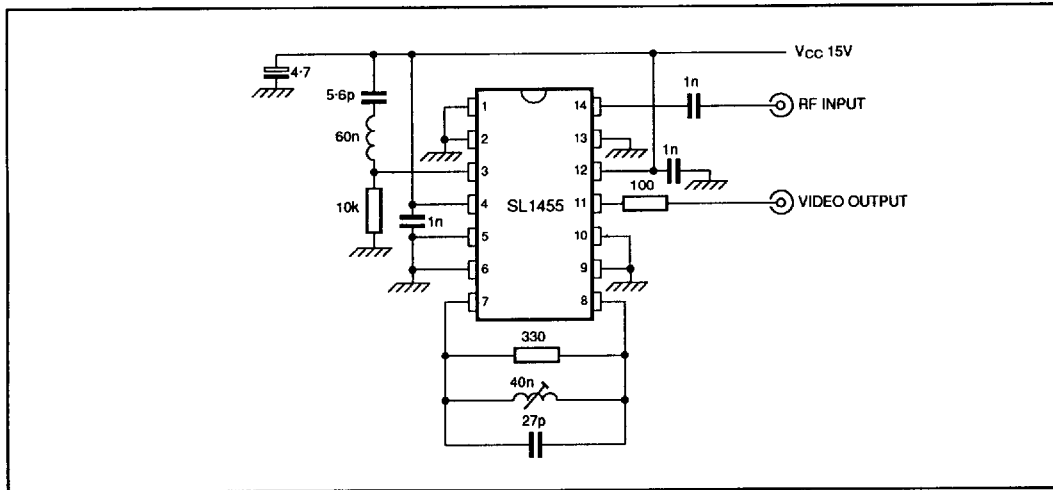 VCC 15V
4·7
5·6p
60n
10k
1n
1
2
3
4
5
6
7
14
13
12
11
10
9
8
SL1455
1n
RF INPUT
1n
100
VIDEO OUTPUT
330
40n
27p